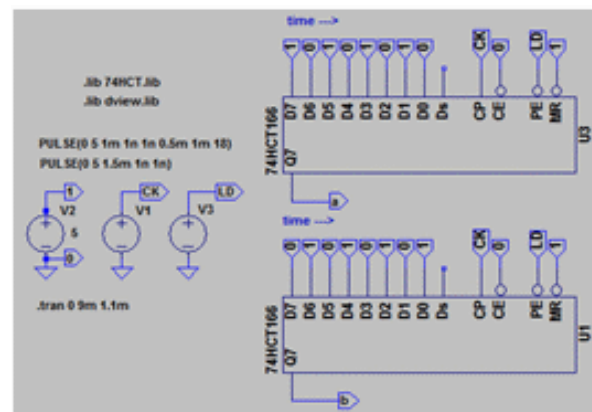 time --->
1 0 1 0 1 0 1 0 CK 0 LD 1
.lib 74HCT.lib
.lib dview.lib
D7 D6 D5 D4 D3 D2 D1 D0 Ds CP CE PE MR
74HCT166
U3
Q7
a
PULSE(0 5 1m 1n 1n 0.5m 1m 18)
PULSE(0 5 1.5m 1n 1n)
1 CK LD
V2 V1 V3
5
0
.tran 0 9m 1.1m
time --->
0 1 0 1 1 0 0 1 CK 0 LD 1
D7 D6 D5 D4 D3 D2 D1 D0 Ds CP CE PE MR
74HCT166
U1
Q7
b